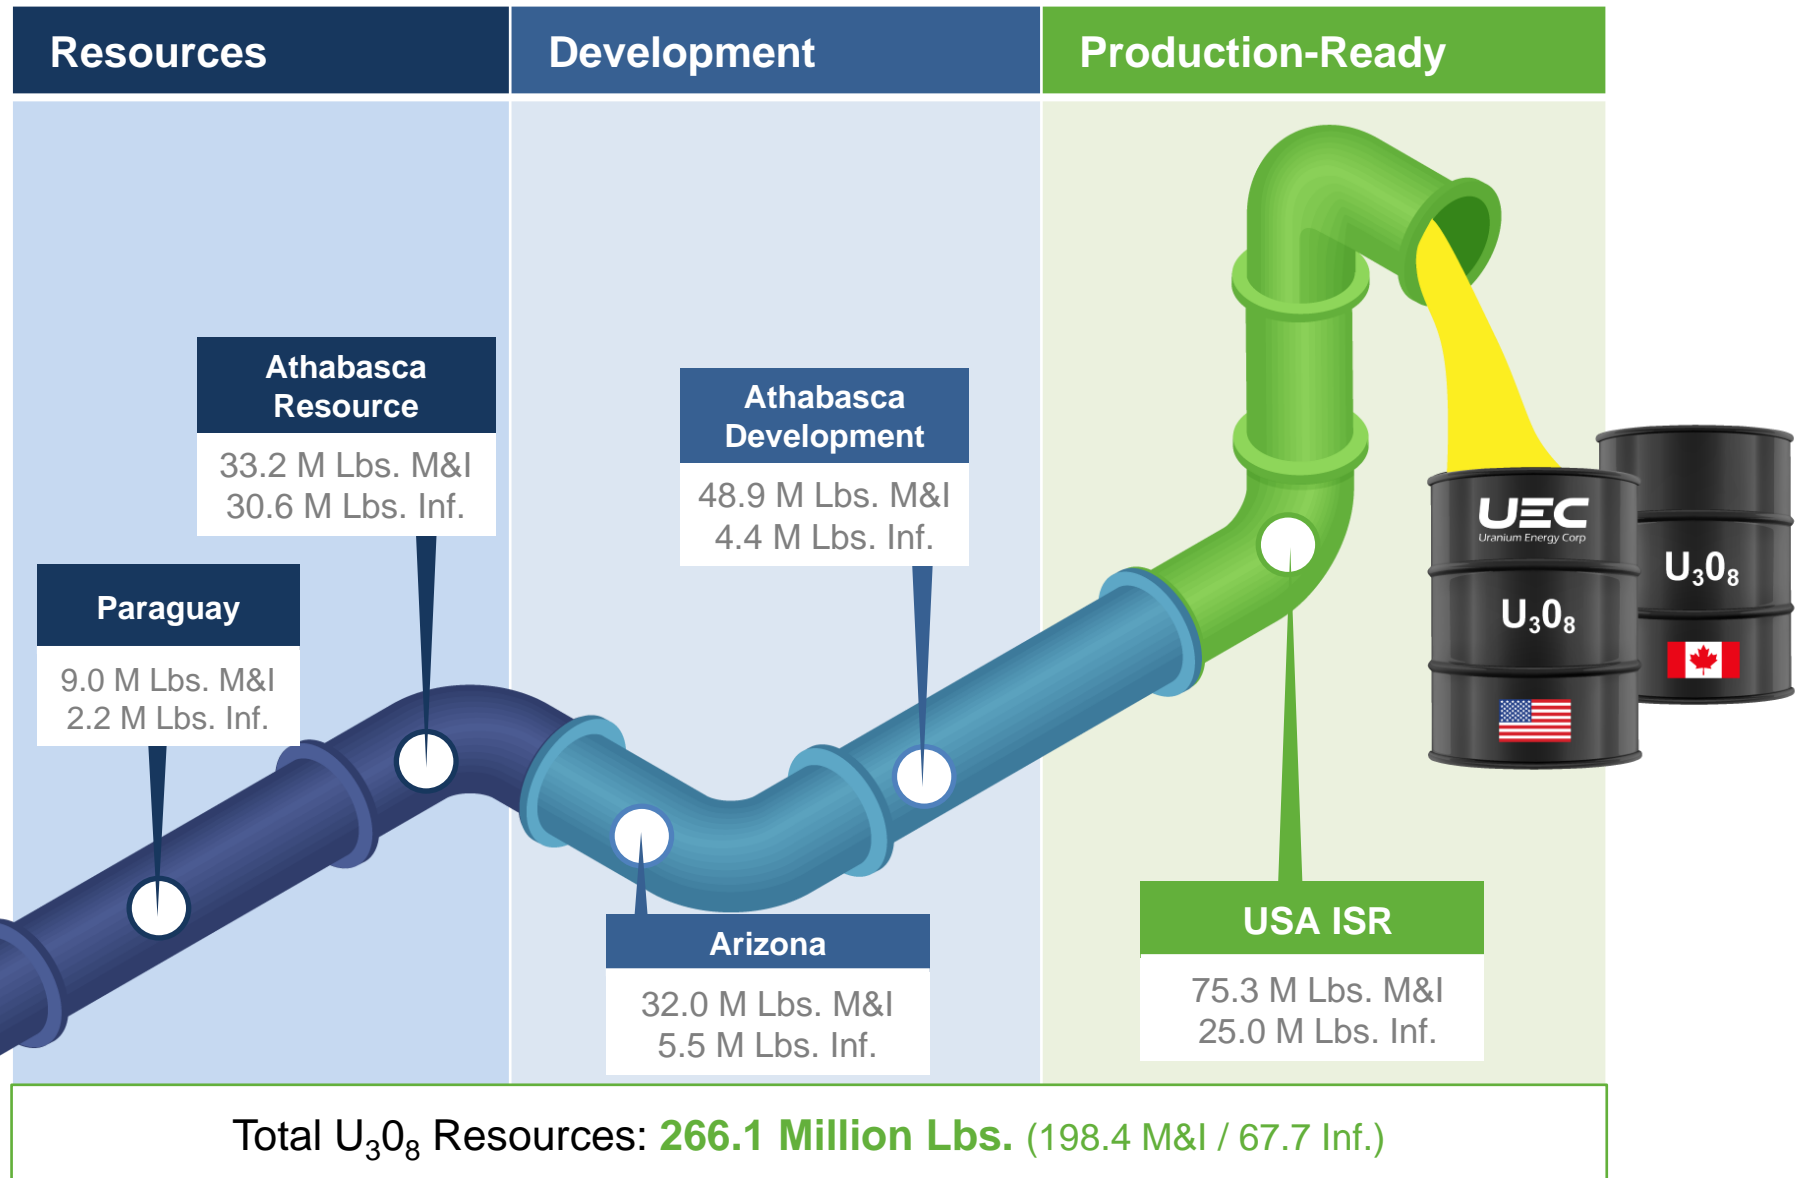 Resources
Development
Production-Ready
Athabasca
Resource
33.2 M Lbs. M&I
30.6 M Lbs. Inf.
Paraguay
9.0 M Lbs. M&I
2.2 M Lbs. Inf.
Athabasca
Development
48.9 M Lbs. M&I
4.4 M Lbs. Inf.
Arizona
32.0 M Lbs. M&I
5.5 M Lbs. Inf.
USA ISR
75.3 M Lbs. M&I
25.0 M Lbs. Inf.
UEC
Uranium Energy Corp
U₃0₈
U₃0₈
Total U₃0₈ Resources: 266.1 Million Lbs. (198.4 M&I / 67.7 Inf.)